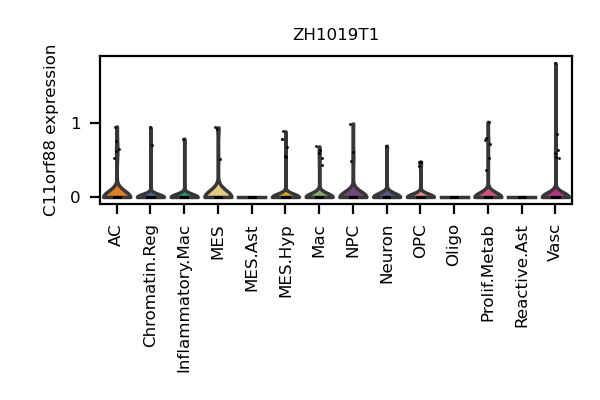 ZH1019T1
C11orf88 expression
1
0
AC
Chromatin.Reg
Inflammatory.Mac
MES
MES.Ast
MES.Hyp
Mac
NPC
Neuron
OPC
Oligo
Prolif.Metab
Reactive.Ast
Vasc